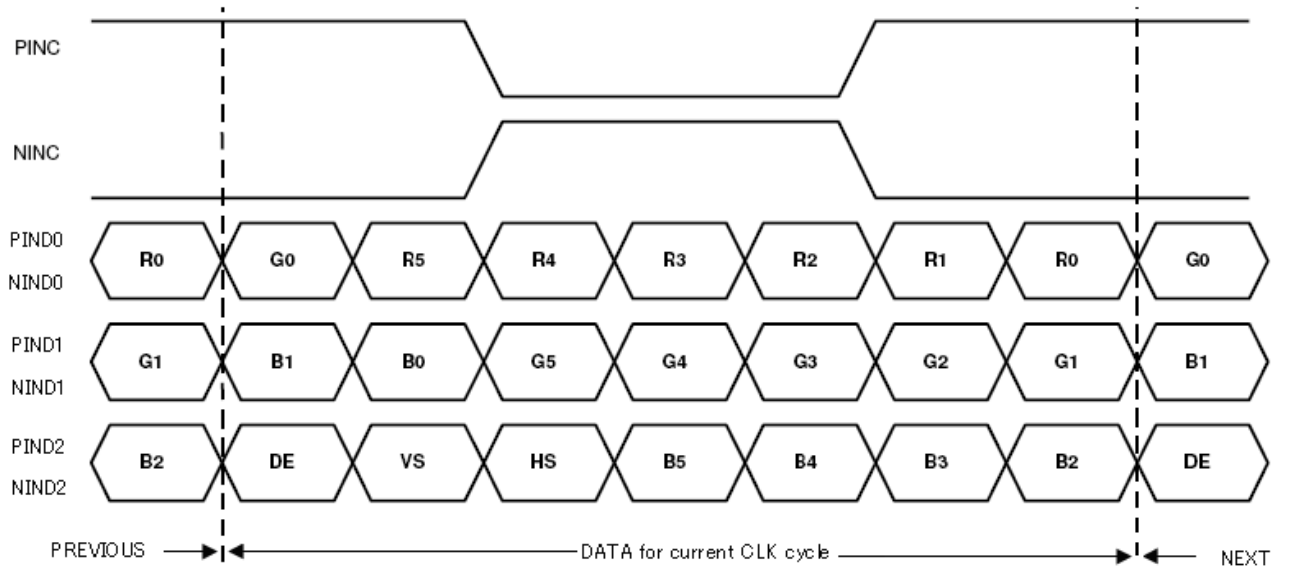 PINC
NINC
PIND0
R0 G0 R5 R4 R3 R2 R1 R0 G0
NIND0
PIND1
G1 B1 B0 G5 G4 G3 G2 G1 B1
NIND1
PIND2
B2 DE VS HS B5 B4 B3 B2 DE
NIND2
PREVIOUS DATA for current CLK cycle NEXT